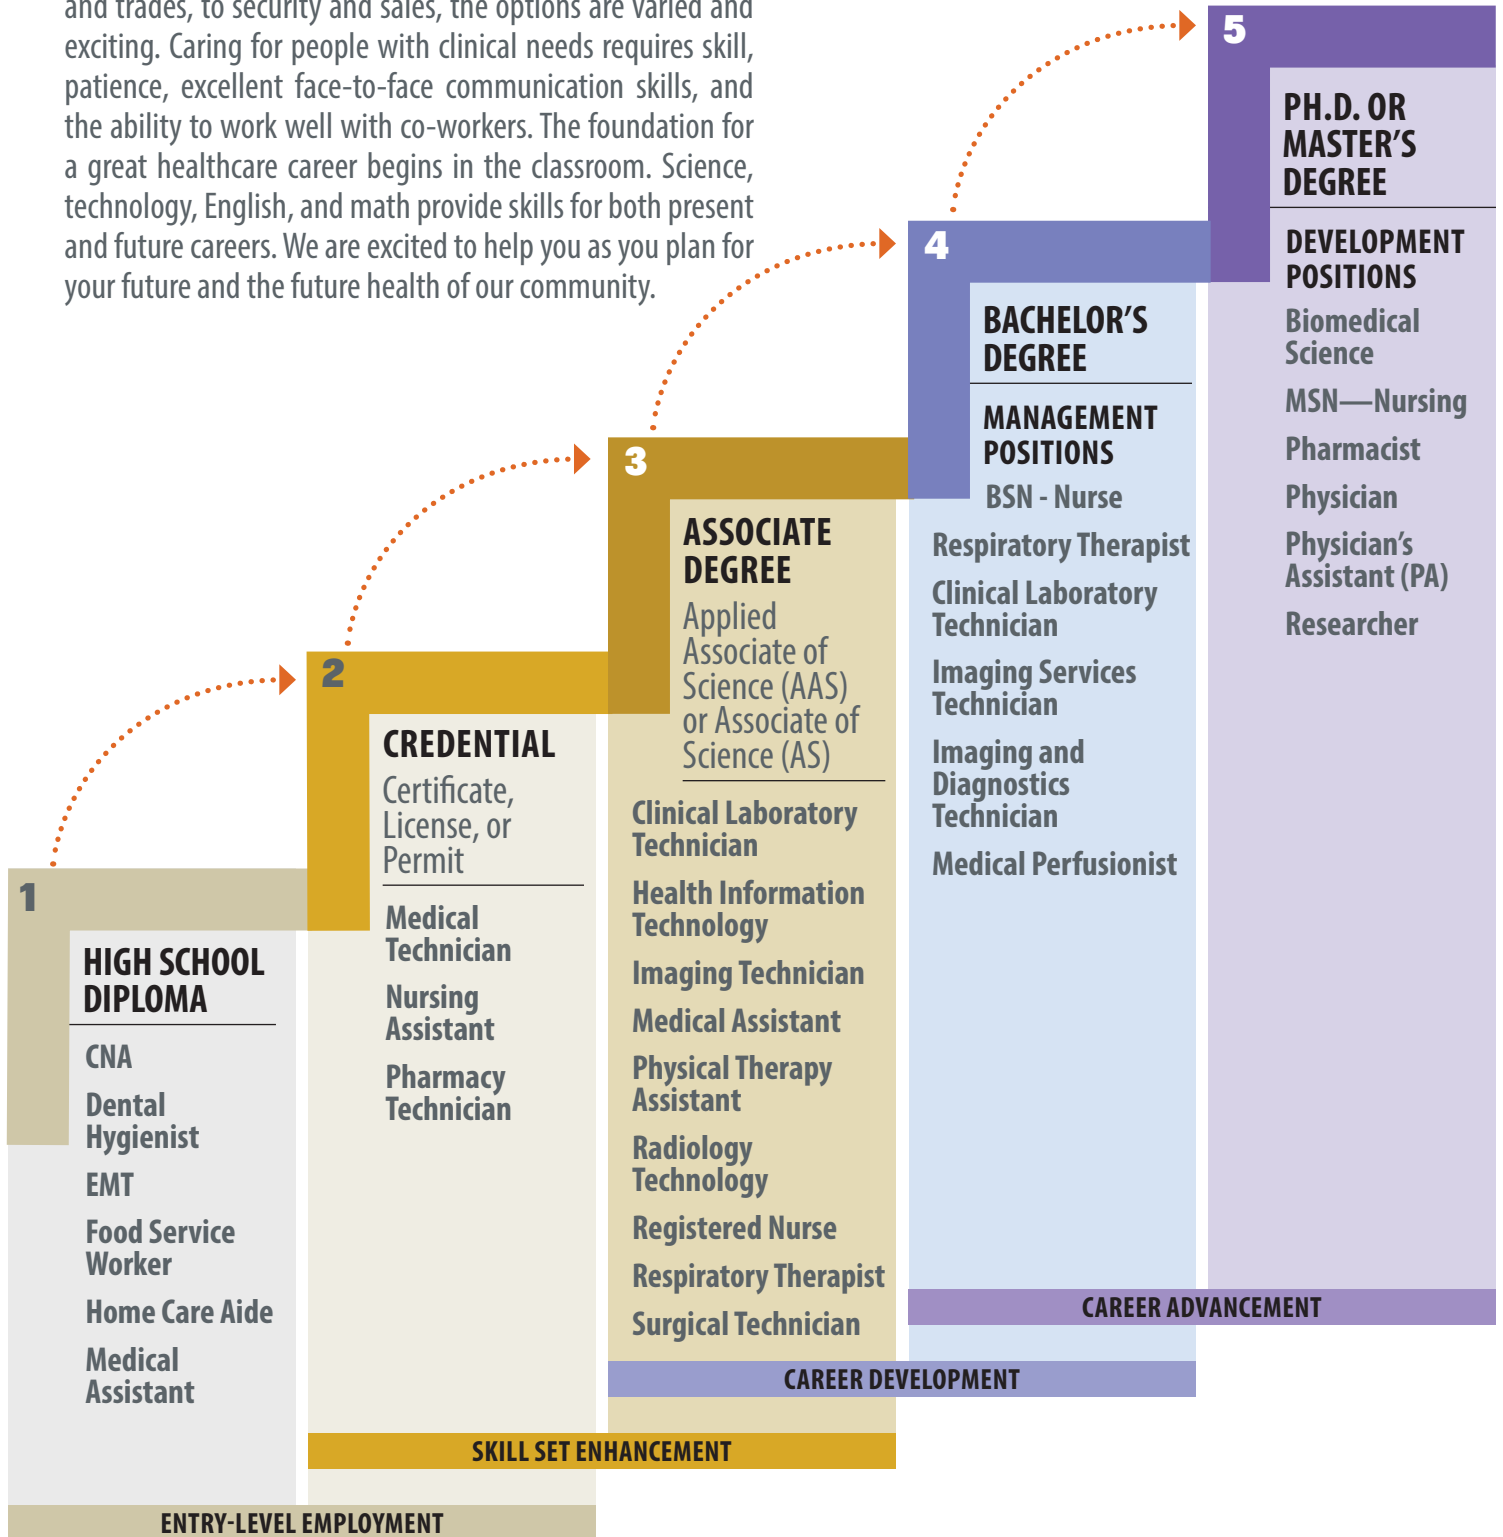 and trades, to security and sales, the options are varied and
exciting. Caring for people with clinical needs requires skill,
patience, excellent face-to-face communication skills, and
the ability to work well with co-workers. The foundation for
a great healthcare career begins in the classroom. Science,
technology, English, and math provide skills for both present
and future careers. We are excited to help you as you plan for
your future and the future health of our community.
1
HIGH SCHOOL
DIPLOMA
CNA
Dental
Hygienist
EMT
Food Service
Worker
Home Care Aide
Medical
Assistant
2
CREDENTIAL
Certificate,
License, or
Permit
Medical
Technician
Nursing
Assistant
Pharmacy
Technician
3
ASSOCIATE
DEGREE
Applied
Associate of
Science (AAS)
or Associate of
Science (AS)
Clinical Laboratory
Technician
Health Information
Technology
Imaging Technician
Medical Assistant
Physical Therapy
Assistant
Radiology
Technology
Registered Nurse
Respiratory Therapist
Surgical Technician
4
BACHELOR'S
DEGREE
MANAGEMENT
POSITIONS
BSN - Nurse
Respiratory Therapist
Clinical Laboratory
Technician
Imaging Services
Technician
Imaging and
Diagnostics
Technician
Medical Perfusionist
5
PH.D. OR
MASTER'S
DEGREE
DEVELOPMENT
POSITIONS
Biomedical
Science
MSN—Nursing
Pharmacist
Physician
Physician's
Assistant (PA)
Researcher
CAREER ADVANCEMENT
CAREER DEVELOPMENT
SKILL SET ENHANCEMENT
ENTRY-LEVEL EMPLOYMENT